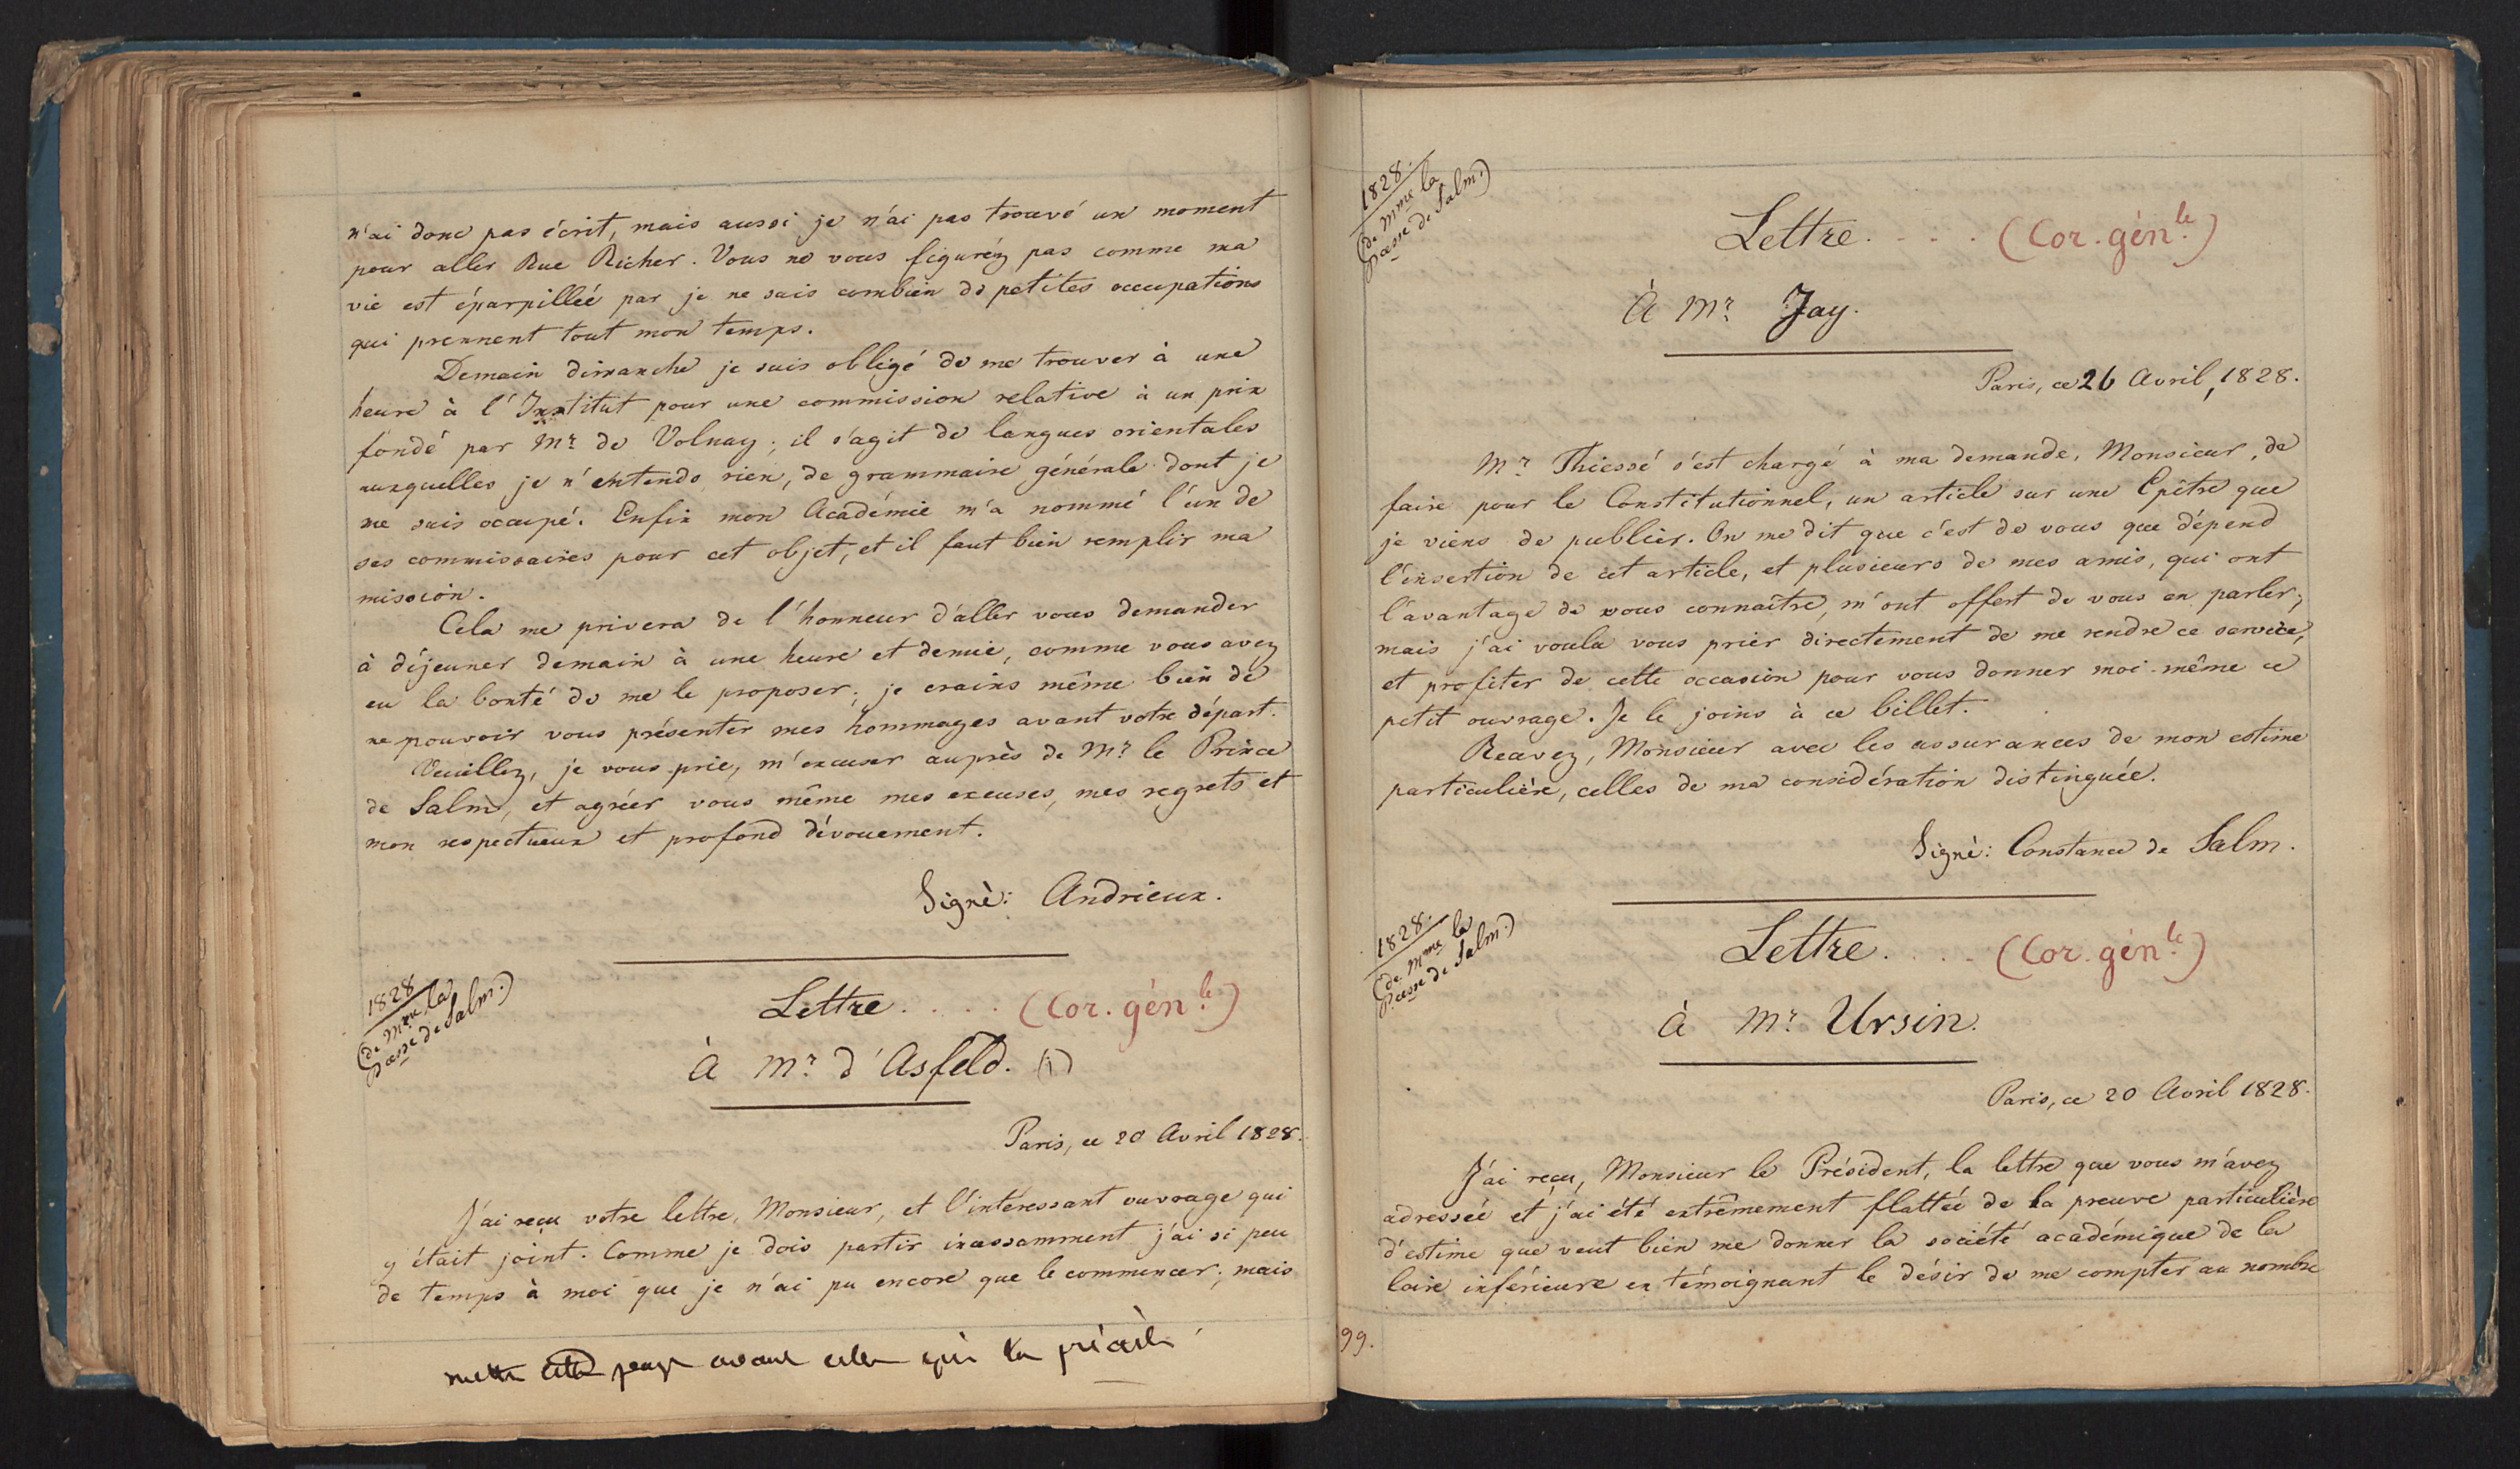 n'ai donc pas écrit, mais aussi je n'ai pas trouvé un moment
pour aller Rue Richer. Vous ne vous figuréz pas comme ma
vie est éparpilleé par je ne sais combien de petites occupations
qui prennent tout mon temps.
Demain dimanche je suis obligé de me trouver à une
heure à l'Institut pour une commission relative à un prix
fondé par Mr. de Volnay; il s'agit de langues orientales
auxquelles je n'entends rien, de grammaire générale dont je
me suis occupé. Enfin mon Académie m'a nommé l'un de
ses commissaires pour cet objet, et il faut bien remplir ma
mission.
Cela me privera de l'honneur d'aller vous demander
à déjeuner demain à une heure et demie, comme vous avez
eu la bonté de me le proposer; je crains même bien de
ne pouvoir vous présenter mes hommages avant votre départ.
Veuillez, je vous prie, m'excuser auprès de Mr. le Prince
de Salm, et agréer vous même mes excuses, mes regrets et
mon respectueux et profond dévouement.
Signé: Andrieux.
1828
(de Mme la
Pcesse de Salm.)
Lettre. . . . . (Cor. génle.)
À Mr. d'Asfeld. (1)
Paris, ce 20 Avril 1828.
J'ai reçu votre lettre, Monsieur, et l'intéressant ouvrage qui
y était joint. Comme je dois partir incessamment j'ai si peu
de temps à moi que je n'ai pu encore que le commencer; mais
mettre cette page avant celle qui la précède
1828.
(de Mme la
Pcesse de Salm.)
Lettre. . . . (Cor. génle.)
À Mr. Jay.
Paris, ce 26 Avril, 1828.
Mr. Thiessé s'est chargé à ma demande, Monsieur, de
faire pour le Constitutionnel, un article sur une Epître que
je viens de publier. On me dit que c'est de vous que dépend
l'insertion de cet article, et plusieurs de mes amis, qui ont
l'avantage de vous connaître, m'ont offert de vous en parler;
mais j'ai voulu vous prier directement de me rendre ce service,
et profiter de cette occasion pour vous donner moi-même ce
petit ouvrage. Je le joins à ce billet.
Recevez, Monsieur avec les assurances de mon estime
particulière, celles de ma considération distinguée.
Signé: Constance de Salm.
1828.
(de Mme la
Pcesse de Salm.)
Lettre. . . . (Cor. génle.)
À Mr. Ursin.
Paris, ce 20 Avril 1828.
J'ai reçu, Monsieur le Président, la lettre que vous m'avez
adresseé et j'ai été extrêmement flatteé de la preuve particulière
d'estime que veut bien me donner la société académique de la
loire inférieure en témoignant le désir de me compter au nombre
99.